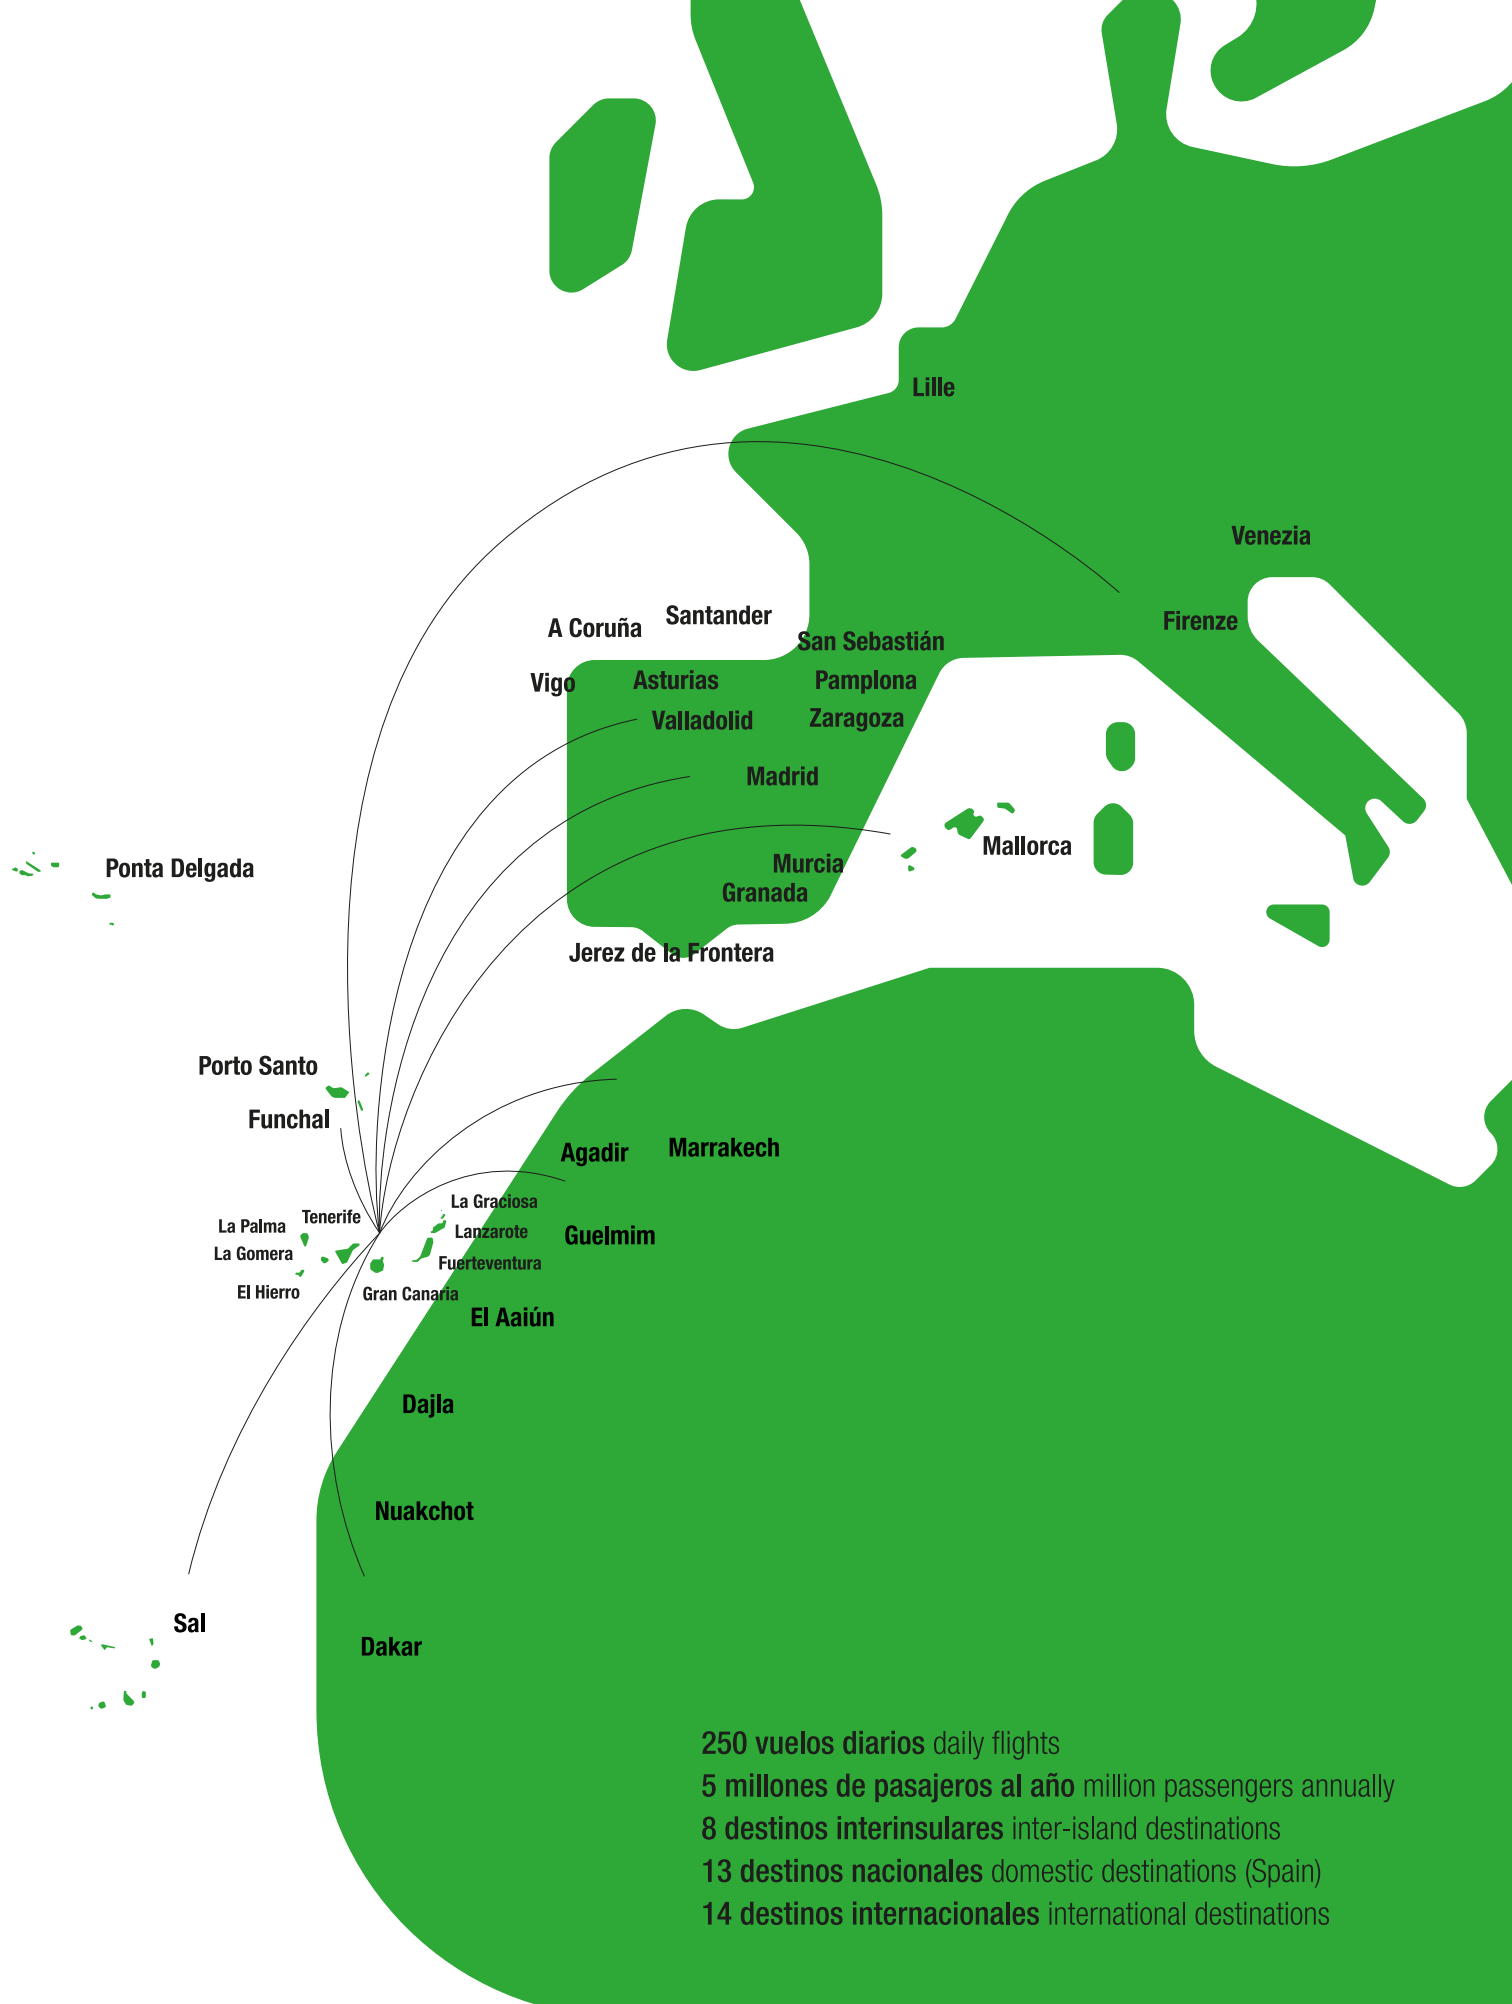 Lille
Venezia
Firenze
Santander
A Coruña
San Sebastián
Vigo
Asturias
Pamplona
Valladolid
Zaragoza
Madrid
Mallorca
Murcia
Ponta Delgada
Granada
Jerez de la Frontera
Porto Santo
Funchal
Agadir
Marrakech
La Graciosa
Tenerife
La Palma
Lanzarote
Guelmim
La Gomera
Fuerteventura
El Hierro
Gran Canaria
El Aaiún
Dajla
Nuakchot
Sal
Dakar
250 vuelos diarios daily flights
5 millones de pasajeros al año million passengers annually
8 destinos interinsulares inter-island destinations
13 destinos nacionales domestic destinations (Spain)
14 destinos internacionales international destinations